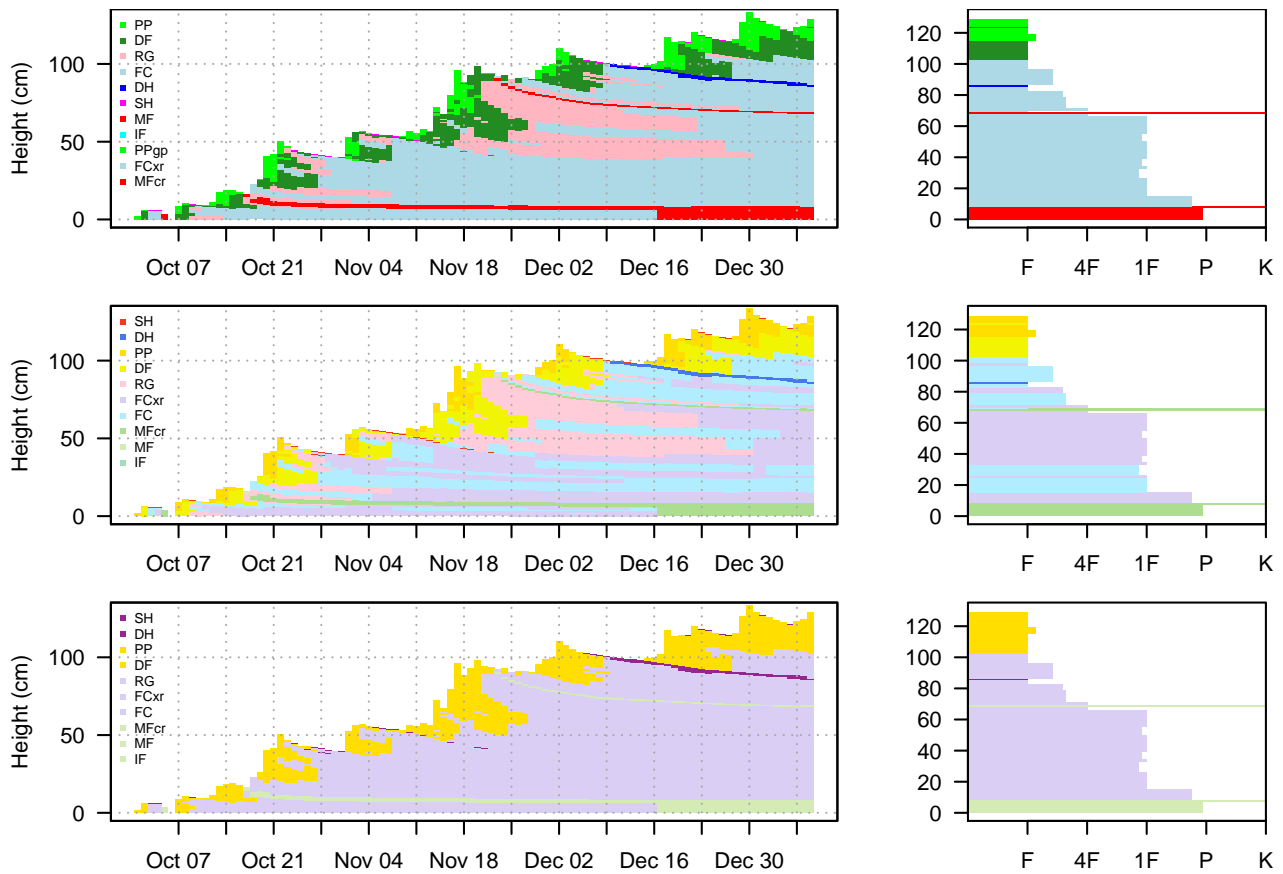 PP
DF
RG
FC
DH
SH
MF
IF
PPgp
FCxr
MFcr
Height (cm)
0
50
100
Oct 07
Oct 21
Nov 04
Nov 18
Dec 02
Dec 16
Dec 30
120
100
80
60
40
20
0
F
4F
1F
P
K
SH
DH
PP
DF
RG
FCxr
FC
MFcr
MF
IF
Height (cm)
0
50
100
Oct 07
Oct 21
Nov 04
Nov 18
Dec 02
Dec 16
Dec 30
120
100
80
60
40
20
0
F
4F
1F
P
K
SH
DH
PP
DF
RG
FCxr
FC
MFcr
MF
IF
Height (cm)
0
50
100
Oct 07
Oct 21
Nov 04
Nov 18
Dec 02
Dec 16
Dec 30
120
100
80
60
40
20
0
F
4F
1F
P
K